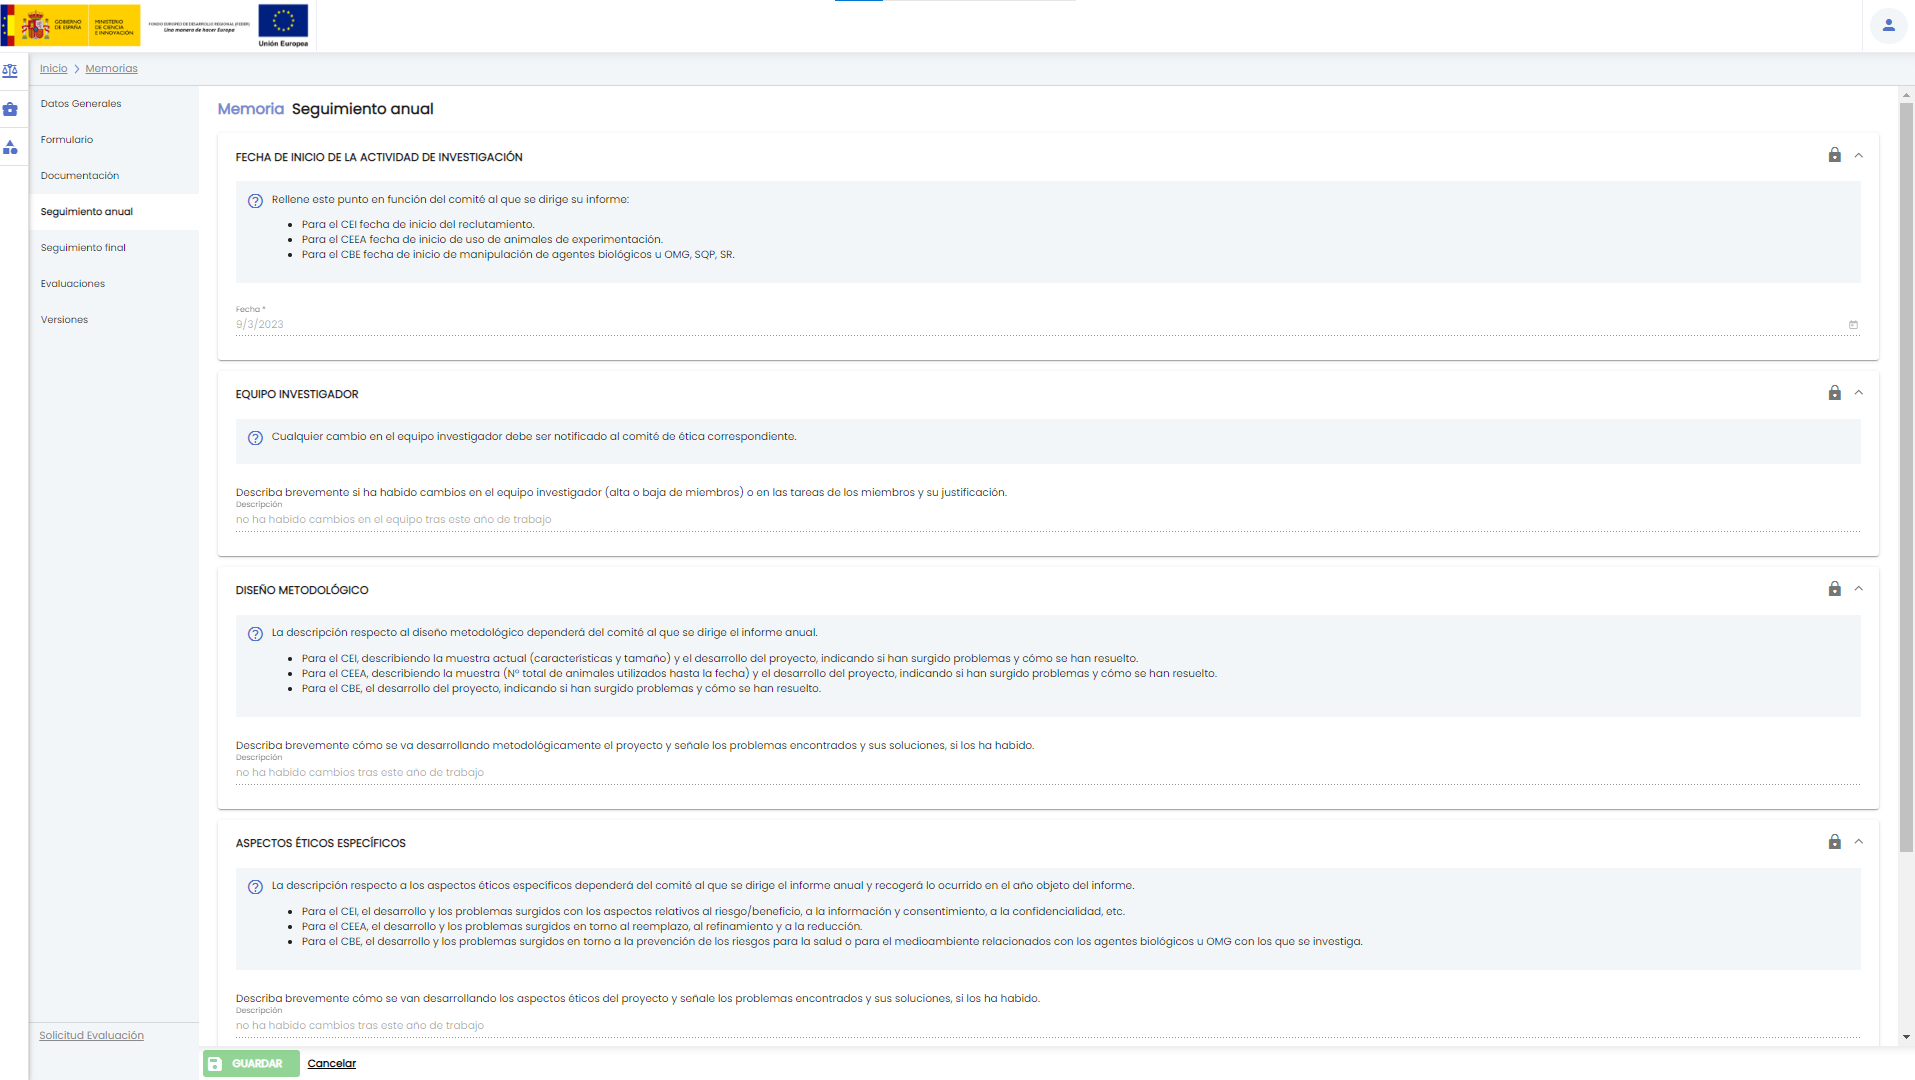 GOBIERNO
DE ESPAÑA
MINISTERIO
DE CIENCIA
E INNOVACIÓN
FONDO EUROPEO DE DESARROLLO REGIONAL (FEDER)
Una manera de hacer Europa
Unión Europea
Inicio > Memorias
Datos Generales
Formulario
Documentación
Seguimiento anual
Seguimiento final
Evaluaciones
Versiones
Solicitud Evaluación
Memoria Seguimiento anual
FECHA DE INICIO DE LA ACTIVIDAD DE INVESTIGACIÓN
Rellene este punto en función del comité al que se dirige su informe:
• Para el CEI fecha de inicio del reclutamiento.
• Para el CEEA fecha de inicio de uso de animales de experimentación.
• Para el CBE fecha de inicio de manipulación de agentes biológicos u OMG, SQP, SR.
Fecha *
9/3/2023
EQUIPO INVESTIGADOR
Cualquier cambio en el equipo investigador debe ser notificado al comité de ética correspondiente.
Describa brevemente si ha habido cambios en el equipo investigador (alta o baja de miembros) o en las tareas de los miembros y su justificación.
Descripción
no ha habido cambios en el equipo tras este año de trabajo
DISEÑO METODOLÓGICO
La descripción respecto al diseño metodológico dependerá del comité al que se dirige el informe anual.
• Para el CEI, describiendo la muestra actual (características y tamaño) y el desarrollo del proyecto, indicando si han surgido problemas y cómo se han resuelto.
• Para el CEEA, describiendo la muestra (Nº total de animales utilizados hasta la fecha) y el desarrollo del proyecto, indicando si han surgido problemas y cómo se han resuelto.
• Para el CBE, el desarrollo del proyecto, indicando si han surgido problemas y cómo se han resuelto.
Describa brevemente cómo se va desarrollando metodológicamente el proyecto y señale los problemas encontrados y sus soluciones, si los ha habido.
Descripción
no ha habido cambios tras este año de trabajo
ASPECTOS ÉTICOS ESPECÍFICOS
La descripción respecto a los aspectos éticos específicos dependerá del comité al que se dirige el informe anual y recogerá lo ocurrido en el año objeto del informe.
• Para el CEI, el desarrollo y los problemas surgidos con los aspectos relativos al riesgo/beneficio, a la información y consentimiento, a la confidencialidad, etc.
• Para el CEEA, el desarrollo y los problemas surgidos en torno al reemplazo, al refinamiento y a la reducción.
• Para el CBE, el desarrollo y los problemas surgidos en torno a la prevención de los riesgos para la salud o para el medioambiente relacionados con los agentes biológicos u OMG con los que se investiga.
Describa brevemente cómo se van desarrollando los aspectos éticos del proyecto y señale los problemas encontrados y sus soluciones, si los ha habido.
Descripción
no ha habido cambios tras este año de trabajo
GUARDAR Cancelar